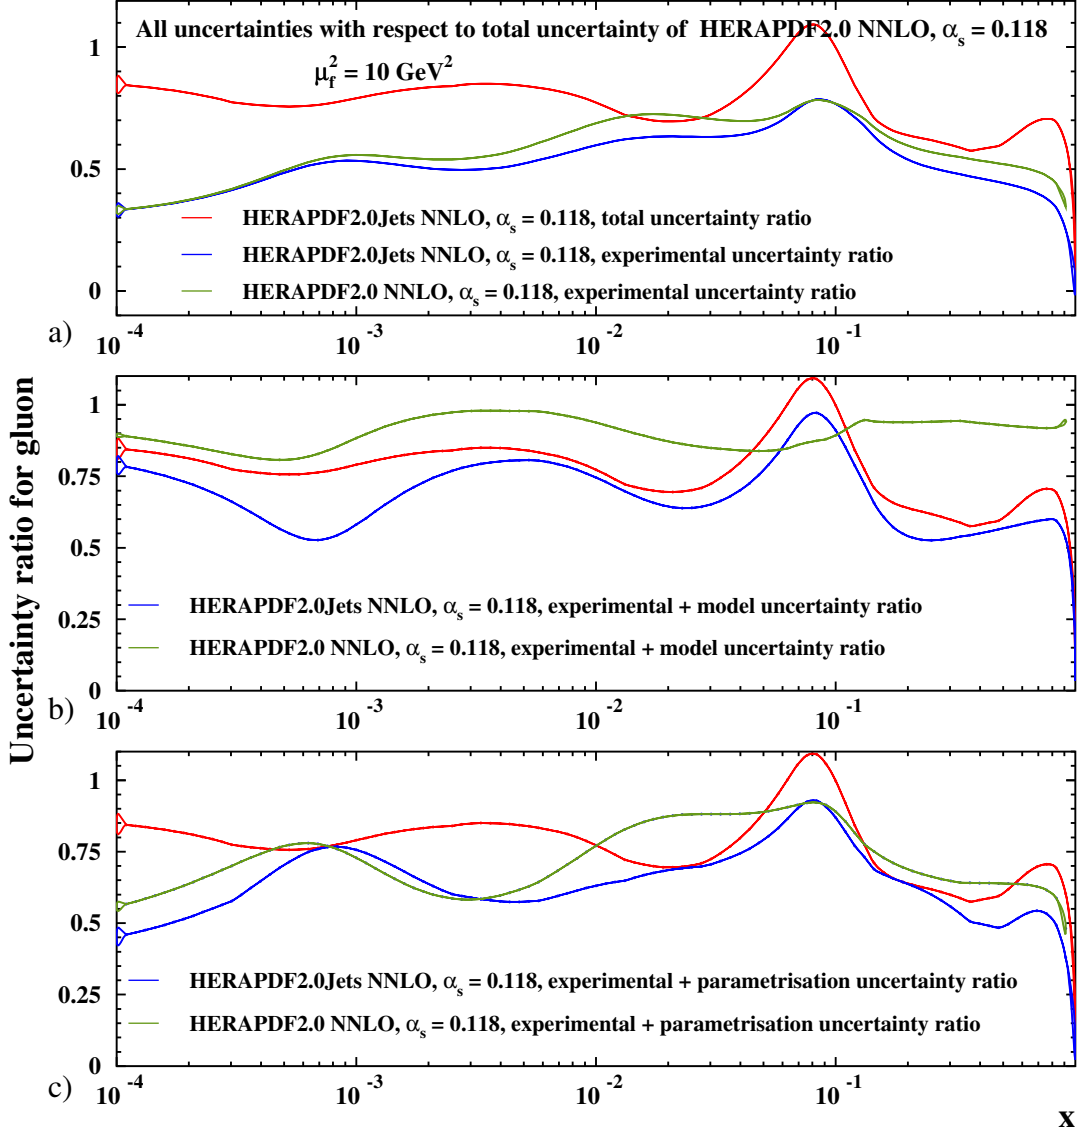 All uncertainties with respect to total uncertainty of HERAPDF2.0 NNLO, αs = 0.118
μf2 = 10 GeV2
1
0.5
0
HERAPDF2.0Jets NNLO, αs = 0.118, total uncertainty ratio
HERAPDF2.0Jets NNLO, αs = 0.118, experimental uncertainty ratio
HERAPDF2.0 NNLO, αs = 0.118, experimental uncertainty ratio
a)
10-4 10-3 10-2 10-1
Uncertainty ratio for gluon
1
0.75
0.5
0.25
0
HERAPDF2.0Jets NNLO, αs = 0.118, experimental + model uncertainty ratio
HERAPDF2.0 NNLO, αs = 0.118, experimental + model uncertainty ratio
b)
10-4 10-3 10-2 10-1
1
0.75
0.5
0.25
0
HERAPDF2.0Jets NNLO, αs = 0.118, experimental + parametrisation uncertainty ratio
HERAPDF2.0 NNLO, αs = 0.118, experimental + parametrisation uncertainty ratio
c)
10-4 10-3 10-2 10-1
x